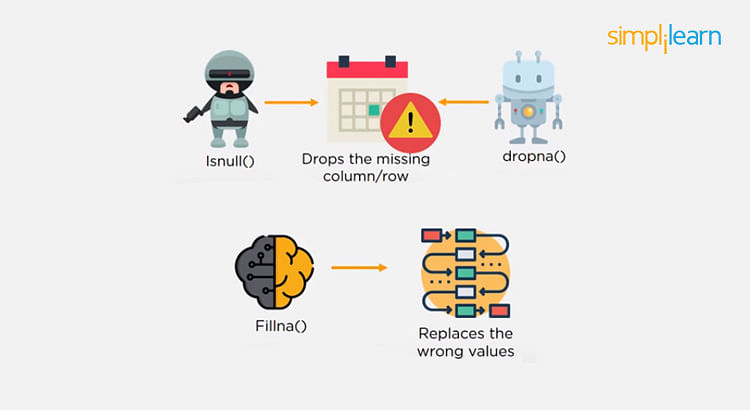 simplilearn
Isnull()
Drops the missing
column/row
dropna()
Fillna()
Replaces the
wrong values